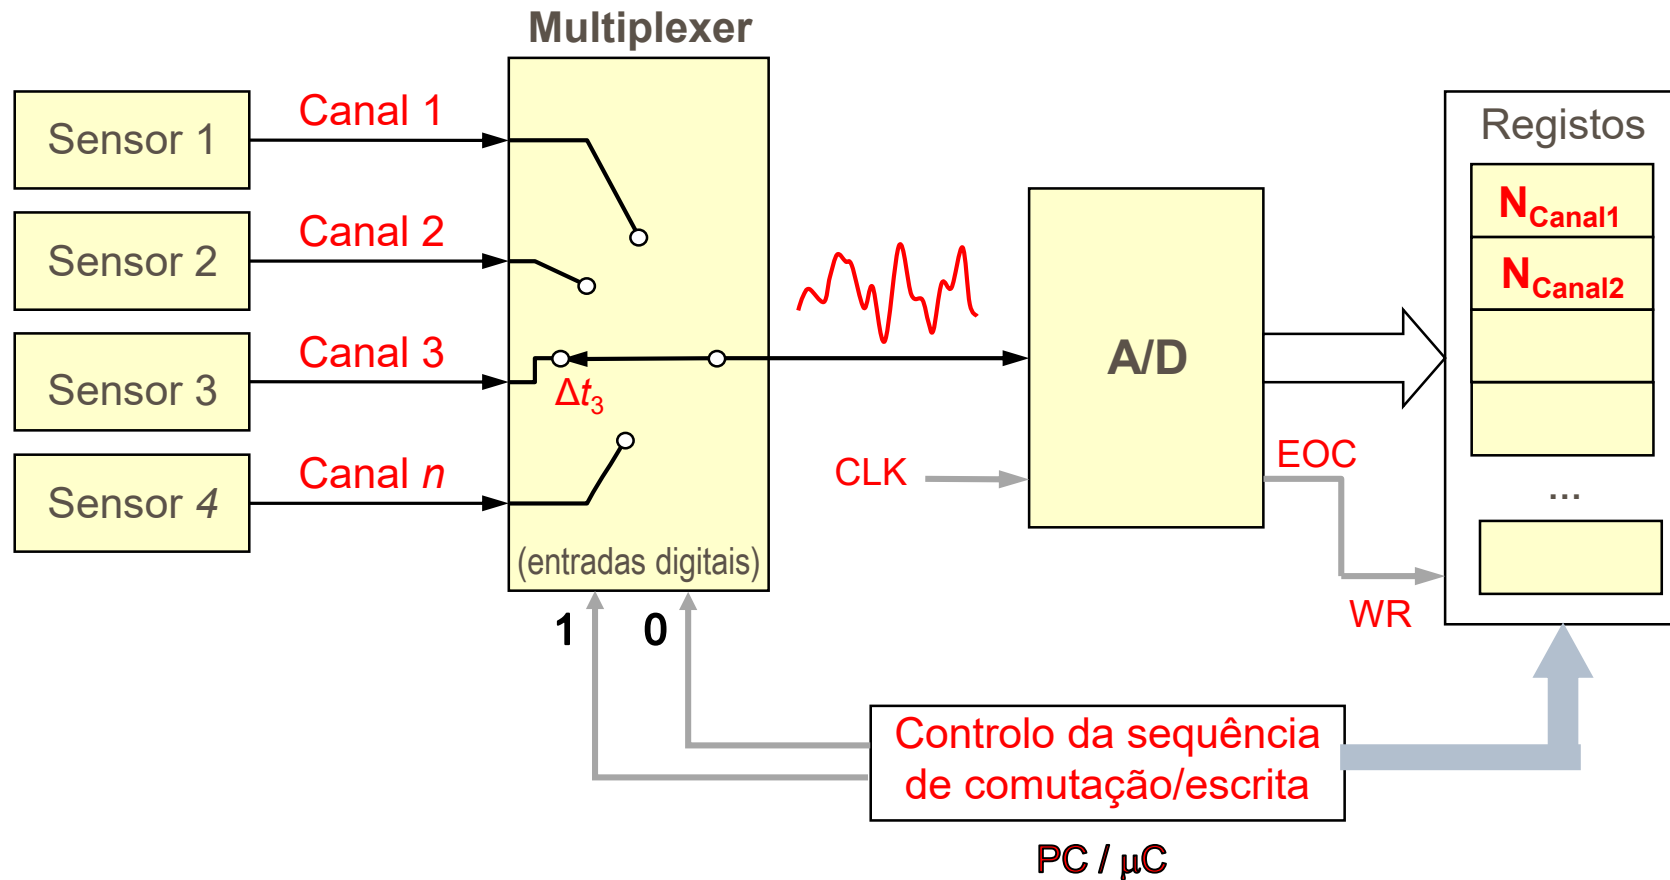 Multiplexer
Sensor 1
Canal 1
Sensor 2
Canal 2
Sensor 3
Canal 3
Sensor 4
Canal n
Δt3
(entradas digitais)
1 0
A/D
CLK
EOC
WR
Registos
NCanal1
NCanal2
...
Controlo da sequência
de comutação/escrita
PC / μC